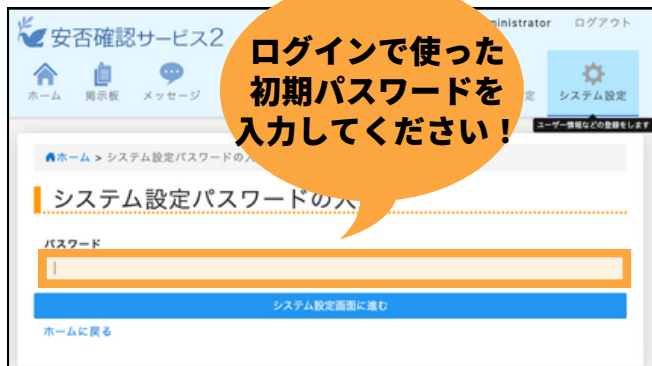 安否確認サービス2
ministrator ログアウト
ログインで使った
初期パスワードを
入力してください！
ホーム 掲示板 メッセージ 定 システム設定
ユーザー情報などの登録をします
ホーム > システム設定パスワードの入
システム設定パスワードの入
パスワード
システム設定画面に進む
ホームに戻る